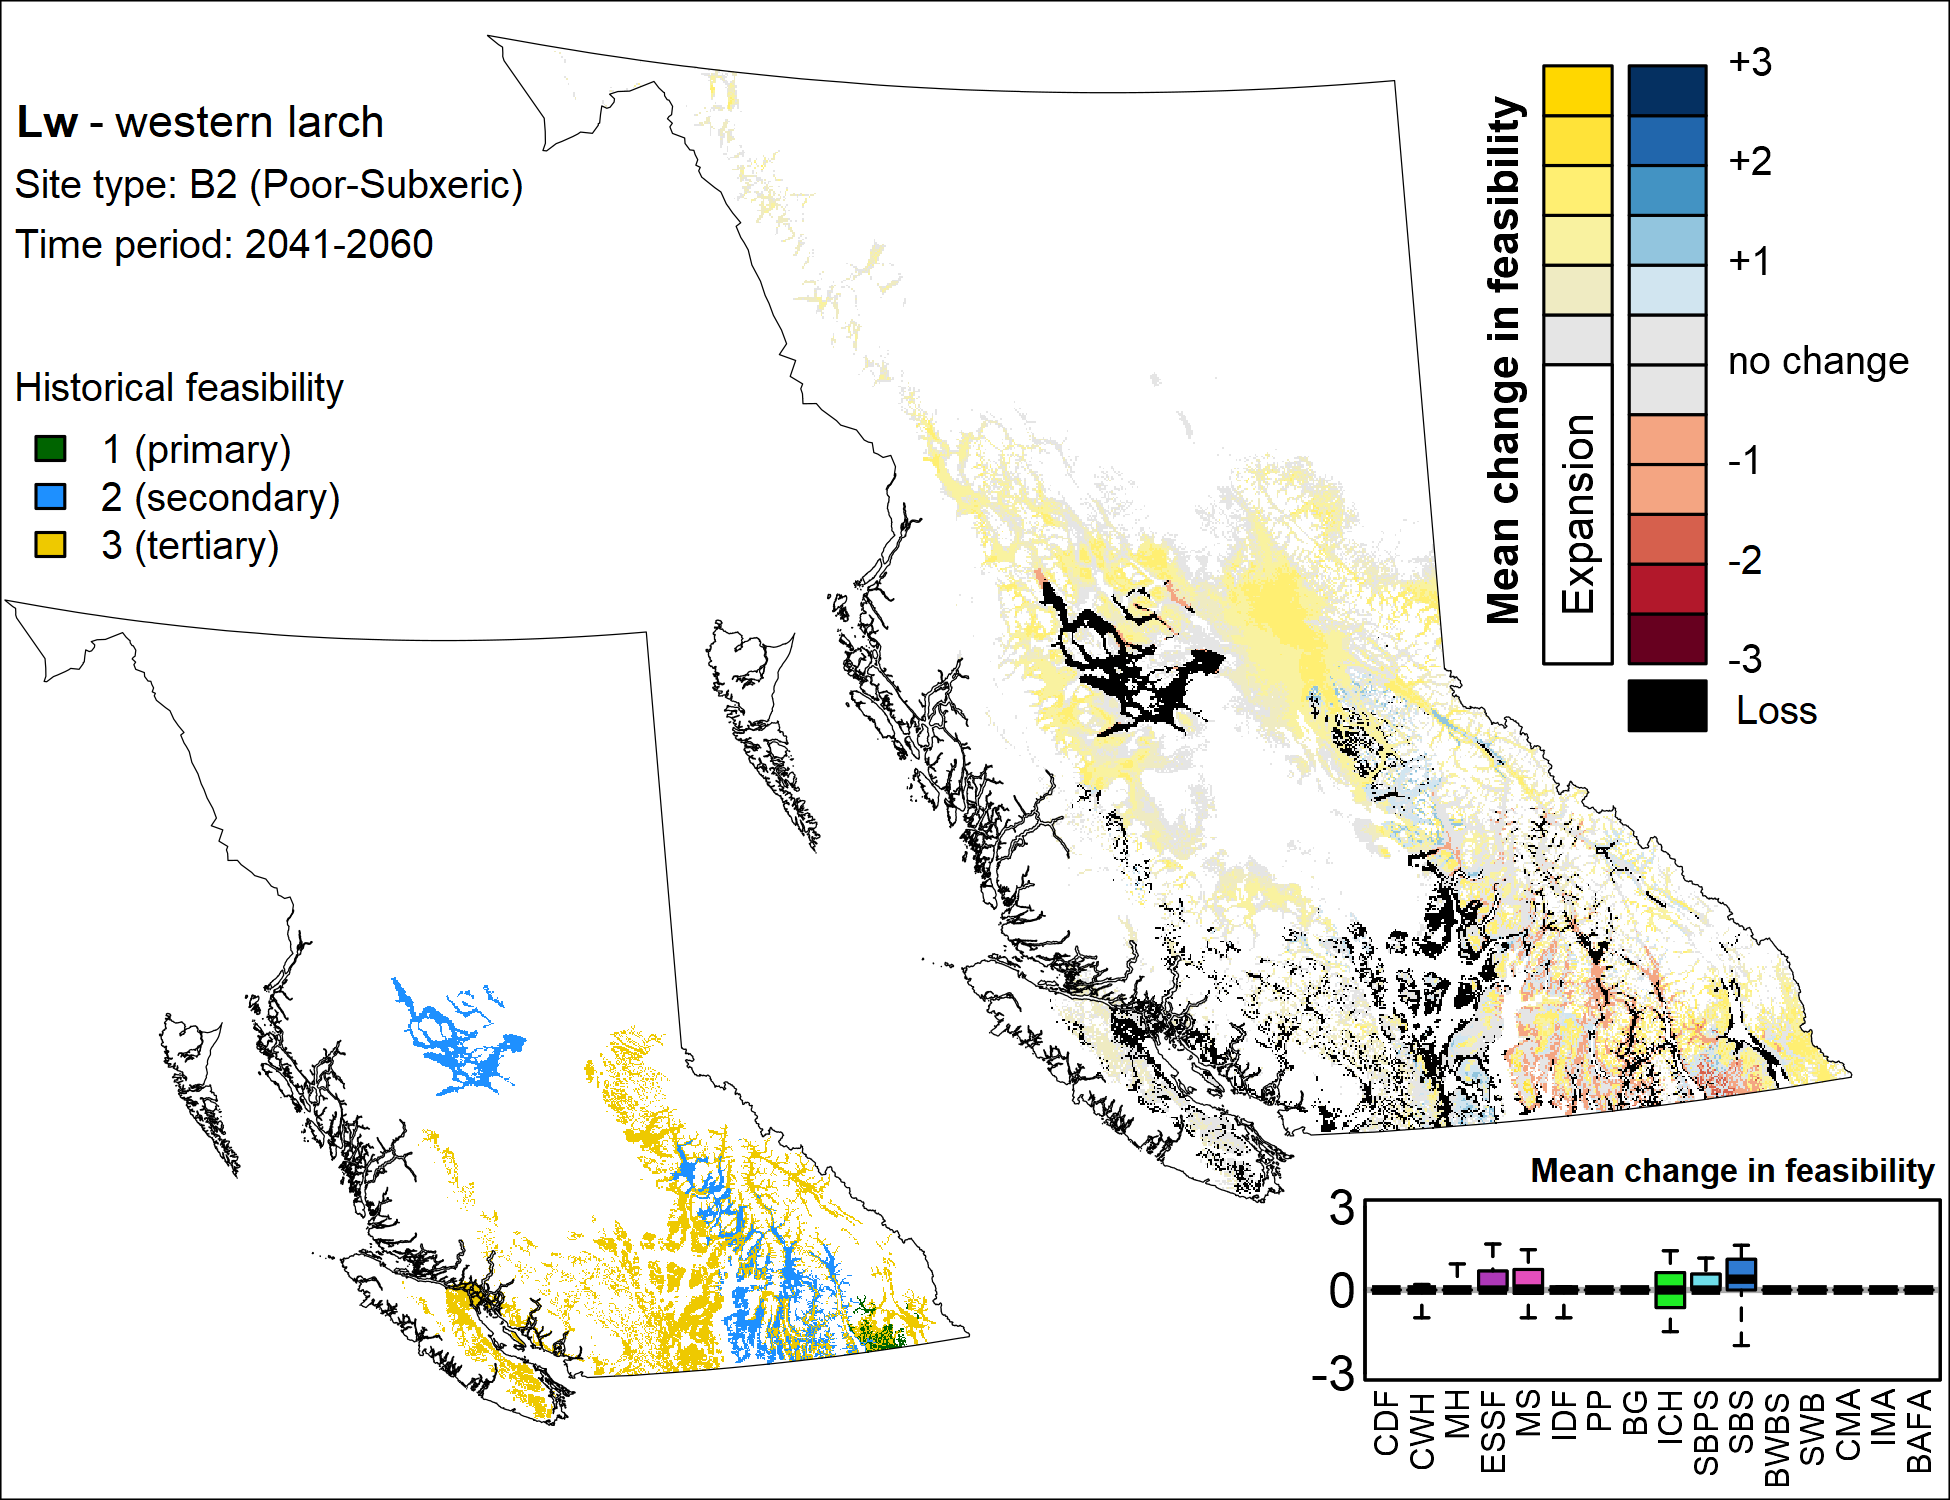 Lw - western larch
Site type: B2 (Poor-Subxeric)
Time period: 2041-2060
Historical feasibility
1 (primary)
2 (secondary)
3 (tertiary)
Mean change in feasibility
Expansion
+3
+2
+1
no change
-1
-2
-3
Loss
Mean change in feasibility
3
0
-3
CDF
CWH
MH
ESSF
MS
IDF
PP
BG
ICH
SBPS
SBS
BWBS
SWB
CMA
IMA
BAFA